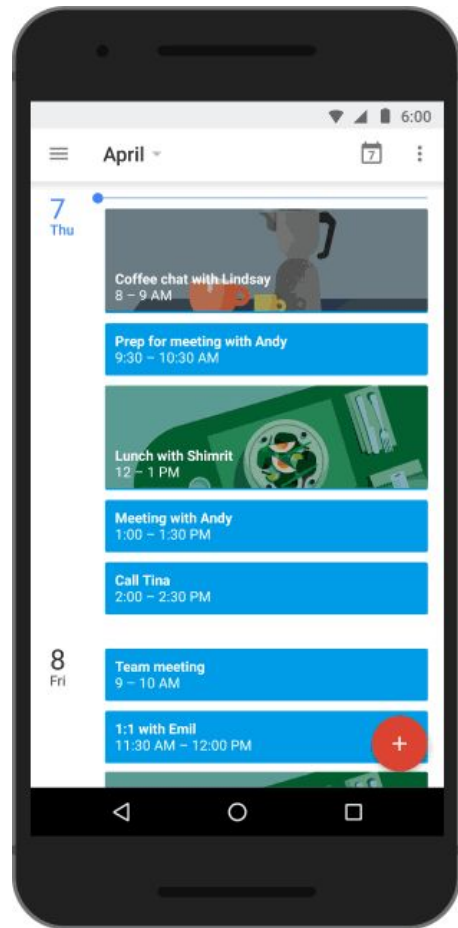 6:00
April
7
7
Thu
Coffee chat with Lindsay
8 – 9 AM
Prep for meeting with Andy
9:30 – 10:30 AM
Lunch with Shimrit
12 – 1 PM
Meeting with Andy
1:00 – 1:30 PM
Call Tina
2:00 – 2:30 PM
8
Fri
Team meeting
9 – 10 AM
1:1 with Emil
11:30 AM – 12:00 PM
+